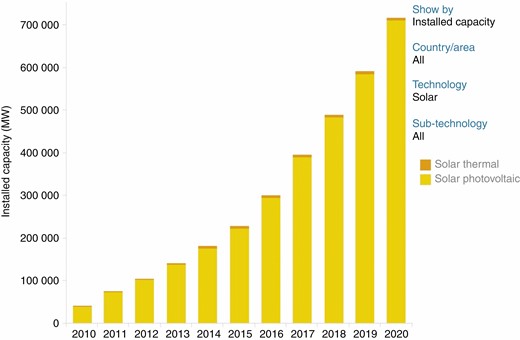 Installed capacity (MW)
700 000
600 000
500 000
400 000
300 000
200 000
100 000
0
2010 2011 2012 2013 2014 2015 2016 2017 2018 2019 2020
Show by
Installed capacity
Country/area
All
Technology
Solar
Sub-technology
All
Solar thermal
Solar photovoltaic